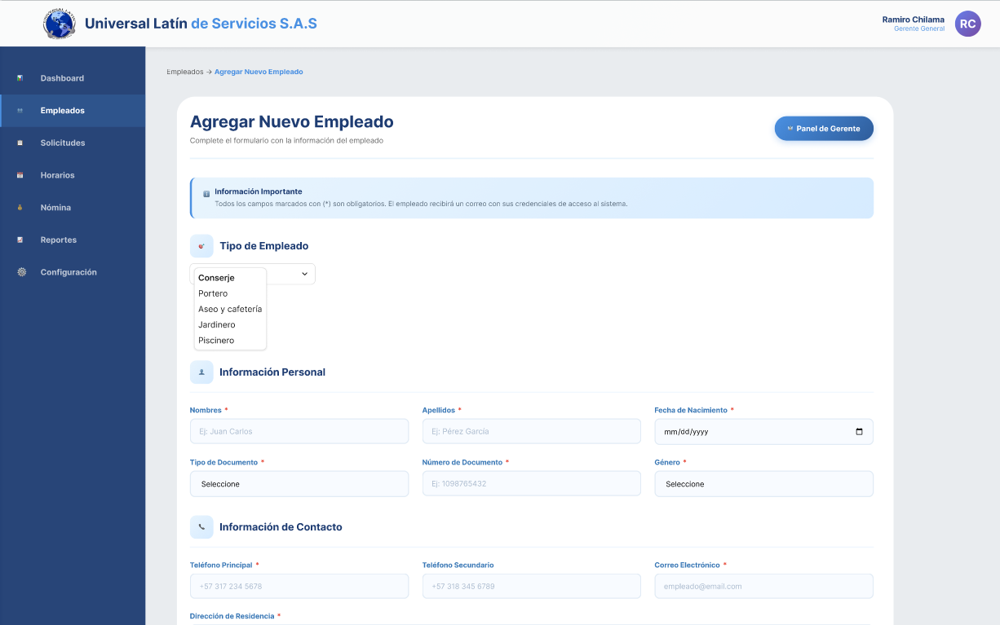 Universal Latín de Servicios S.A.S
Ramiro Chilama
Gerente General
RC
Dashboard
Empleados
Solicitudes
Horarios
Nómina
Reportes
Configuración
Empleados → Agregar Nuevo Empleado
Agregar Nuevo Empleado
Complete el formulario con la información del empleado
Panel de Gerente
Información Importante
Todos los campos marcados con (*) son obligatorios. El empleado recibirá un correo con sus credenciales de acceso al sistema.
Tipo de Empleado
Conserje
Portero
Aseo y cafetería
Jardinero
Piscinero
Información Personal
Nombres *
Apellidos *
Fecha de Nacimiento *
Ej: Juan Carlos
Ej: Pérez García
mm/dd/yyyy
Tipo de Documento *
Número de Documento *
Género *
Seleccione
Ej: 1098765432
Seleccione
Información de Contacto
Teléfono Principal *
Teléfono Secundario
Correo Electrónico *
+57 317 234 5678
+57 318 345 6789
empleado@email.com
Dirección de Residencia *